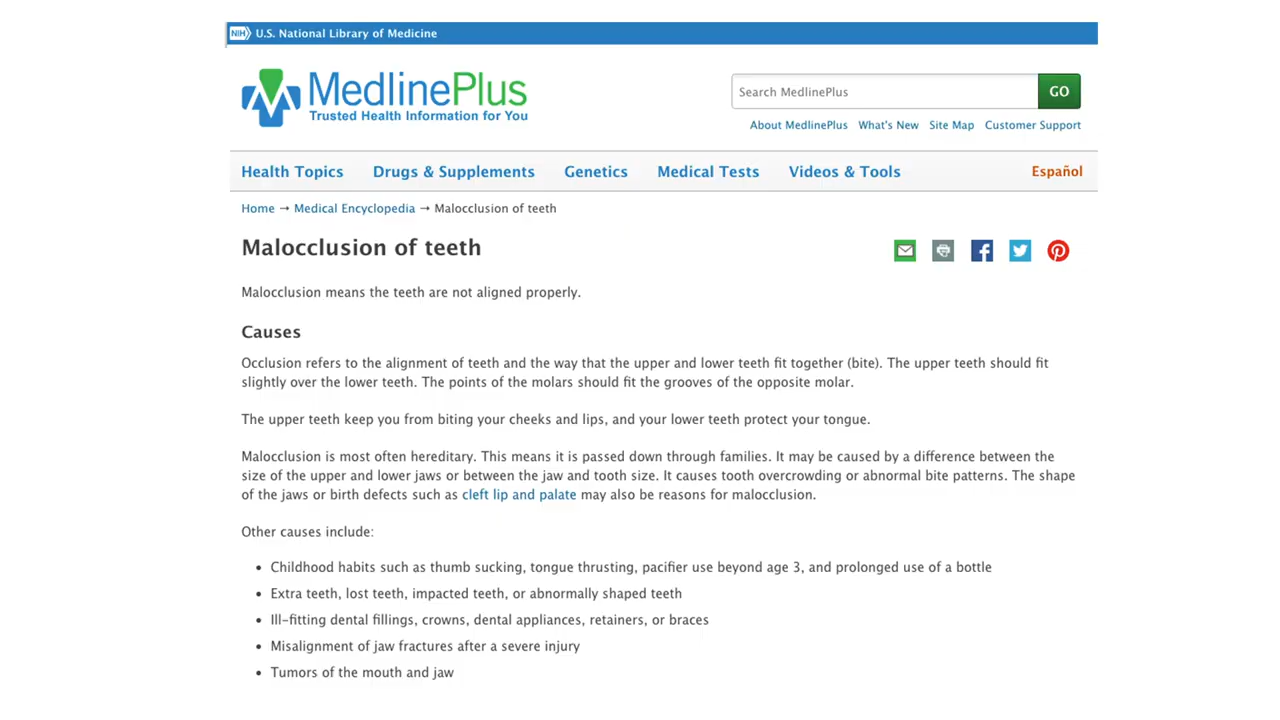 NIH U.S. National Library of Medicine
MedlinePlus
Trusted Health Information for You
Search MedlinePlus GO
About MedlinePlus What's New Site Map Customer Support
Health Topics Drugs & Supplements Genetics Medical Tests Videos & Tools Español
Home → Medical Encyclopedia → Malocclusion of teeth
Malocclusion of teeth
Malocclusion means the teeth are not aligned properly.
Causes
Occlusion refers to the alignment of teeth and the way that the upper and lower teeth fit together (bite). The upper teeth should fit
slightly over the lower teeth. The points of the molars should fit the grooves of the opposite molar.
The upper teeth keep you from biting your cheeks and lips, and your lower teeth protect your tongue.
Malocclusion is most often hereditary. This means it is passed down through families. It may be caused by a difference between the
size of the upper and lower jaws or between the jaw and tooth size. It causes tooth overcrowding or abnormal bite patterns. The shape
of the jaws or birth defects such as cleft lip and palate may also be reasons for malocclusion.
Other causes include:
• Childhood habits such as thumb sucking, tongue thrusting, pacifier use beyond age 3, and prolonged use of a bottle
• Extra teeth, lost teeth, impacted teeth, or abnormally shaped teeth
• Ill-fitting dental fillings, crowns, dental appliances, retainers, or braces
• Misalignment of jaw fractures after a severe injury
• Tumors of the mouth and jaw